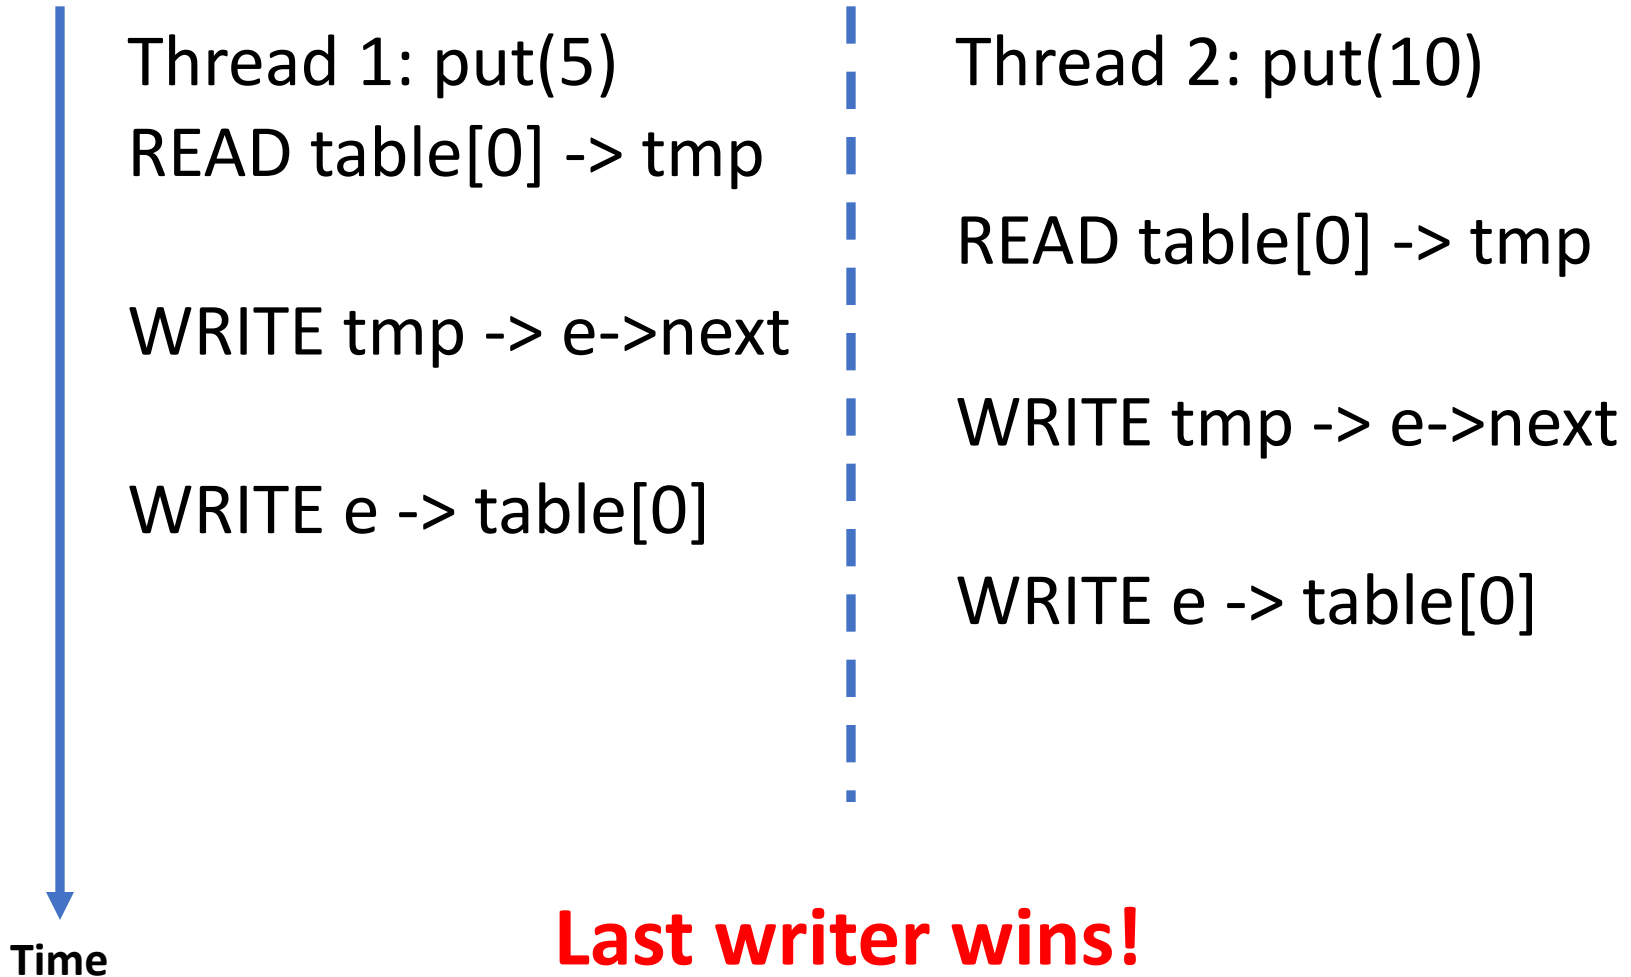 Thread 1: put(5)
READ table[0] -> tmp
WRITE tmp -> e->next
WRITE e -> table[0]
Thread 2: put(10)
READ table[0] -> tmp
WRITE tmp -> e->next
WRITE e -> table[0]
Last writer wins!
Time